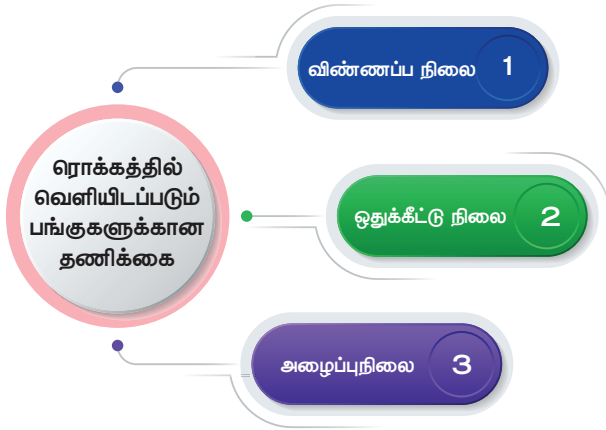 ரொக்கத்தில்
வெளியிடப்படும்
பங்குகளுக்கான
தணிக்கை
விண்ணப்ப நிலை 1
ஒதுக்கீட்டு நிலை 2
அழைப்புநிலை 3